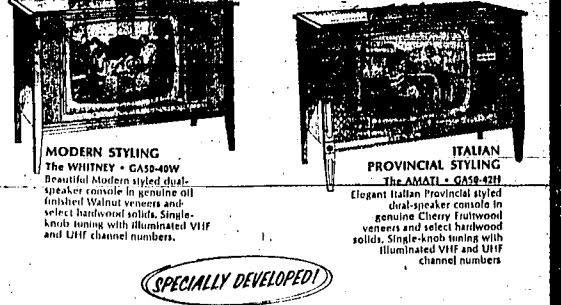 MODERN STYLING
The WHITNEY • GA50-40W
Beautiful Modern styled dual-
speaker console in genuine oil
finished Walnut veneers and
select hardwood solids. Single-
knob tuning with illuminated VHF
and UHF channel numbers.
ITALIAN
PROVINCIAL STYLING
The AMATI • GA50-42H
Elegant Italian Provincial styled
dual-speaker console in
genuine Cherry Fruitwood
veneers and select hardwood
solids. Single-knob tuning with
illuminated VHF and UHF
channel numbers
SPECIALLY DEVELOPED!